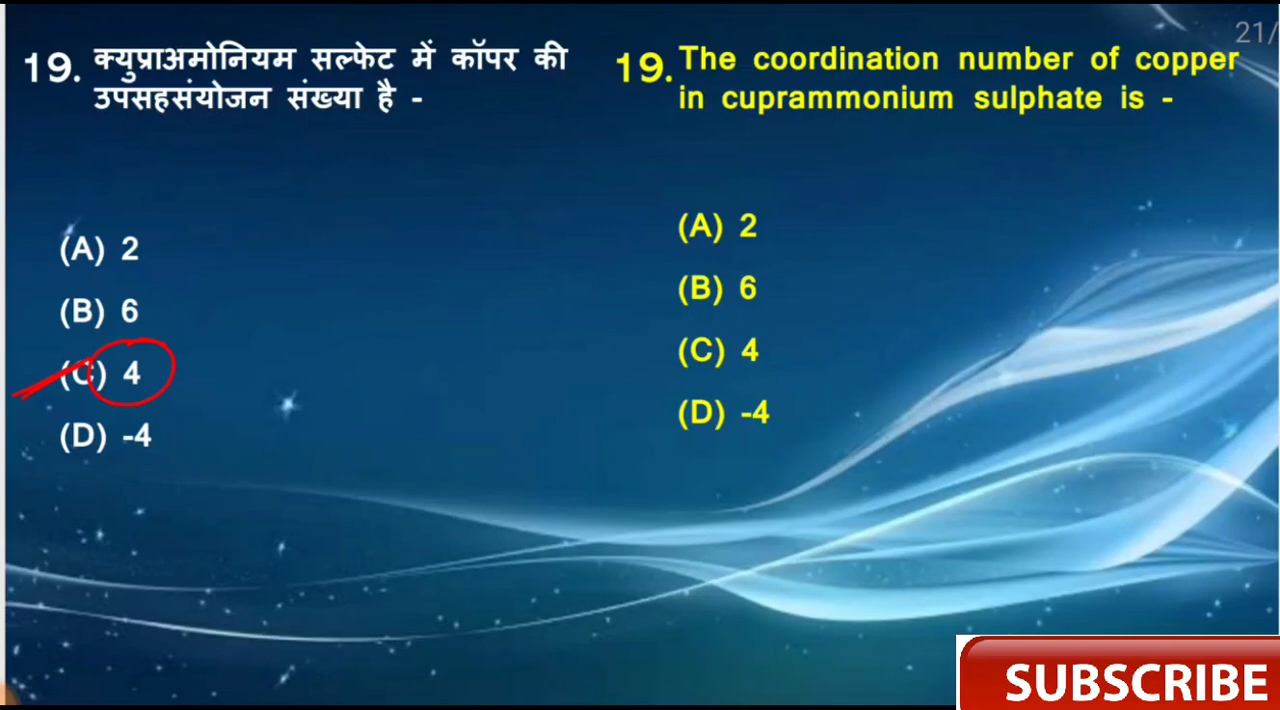 19. क्युप्राअमोनियम सल्फेट में कॉपर की
उपसहसंयोजन संख्या है -
(A) 2
(B) 6
(C) 4
(D) -4
21/
19. The coordination number of copper
in cuprammonium sulphate is -
(A) 2
(B) 6
(C) 4
(D) -4
SUBSCRIBE